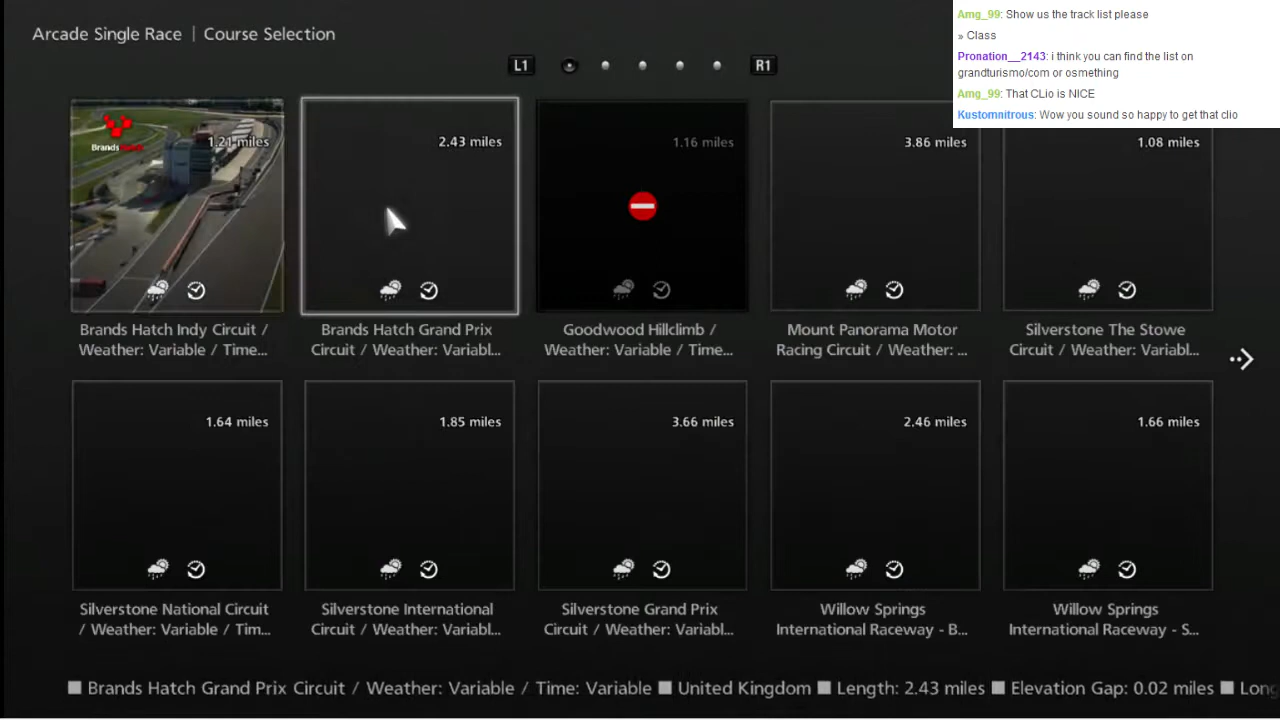 Arcade Single Race | Course Selection
Amg_99: Show us the track list please
» Class
Pronation__2143: i think you can find the list on
grandturismo/com or osmething
Amg_99: That CLio is NICE
Kustomnitrous: Wow you sound so happy to get that clio
L1 R1
Brands
1.21 miles
2.43 miles
1.16 miles
3.86 miles
1.08 miles
Brands Hatch Indy Circuit /
Weather: Variable / Time...
Brands Hatch Grand Prix
Circuit / Weather: Variabl...
Goodwood Hillclimb /
Weather: Variable / Time...
Mount Panorama Motor
Racing Circuit / Weather: ...
Silverstone The Stowe
Circuit / Weather: Variabl...
1.64 miles
1.85 miles
3.66 miles
2.46 miles
1.66 miles
Silverstone National Circuit
/ Weather: Variable / Tim...
Silverstone International
Circuit / Weather: Variabl...
Silverstone Grand Prix
Circuit / Weather: Variabl...
Willow Springs
International Raceway - B...
Willow Springs
International Raceway - S...
■ Brands Hatch Grand Prix Circuit / Weather: Variable / Time: Variable ■ United Kingdom ■ Length: 2.43 miles ■ Elevation Gap: 0.02 miles ■ Lon